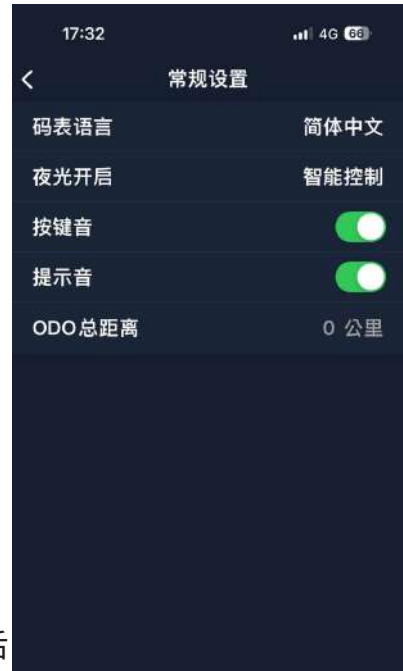 17:32
4G 66
常规设置
码表语言 简体中文
夜光开启 智能控制
按键音
提示音
ODO总距离 0 公里